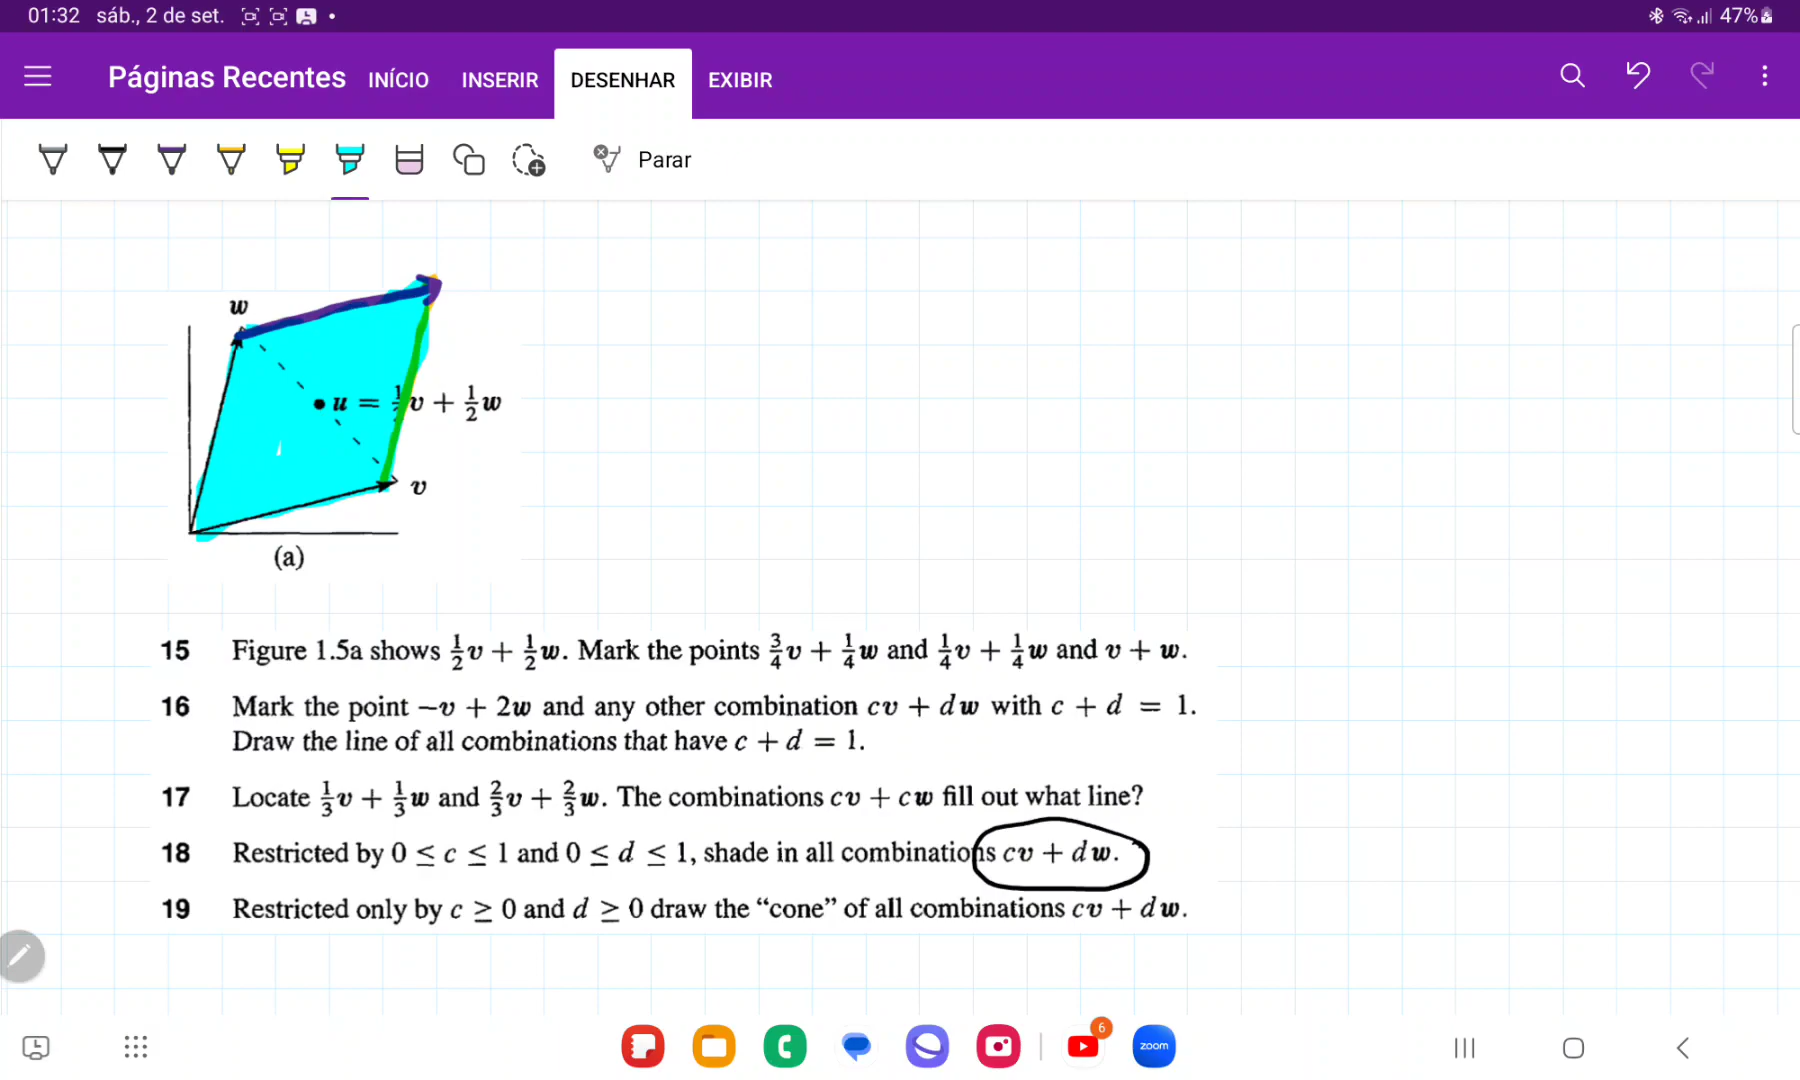 01:32 sáb., 2 de set.
47%
Páginas Recentes INÍCIO INSERIR DESENHAR EXIBIR
Parar
w
u = ½v + ½w
v
(a)
15 Figure 1.5a shows ½v + ½w. Mark the points ¾v + ¼w and ¼v + ¼w and v + w.
16 Mark the point −v + 2w and any other combination cv + dw with c + d = 1.
Draw the line of all combinations that have c + d = 1.
17 Locate ⅓v + ⅓w and ⅔v + ⅔w. The combinations cv + cw fill out what line?
18 Restricted by 0 ≤ c ≤ 1 and 0 ≤ d ≤ 1, shade in all combinations cv + dw.
19 Restricted only by c ≥ 0 and d ≥ 0 draw the “cone” of all combinations cv + dw.
6
zoom